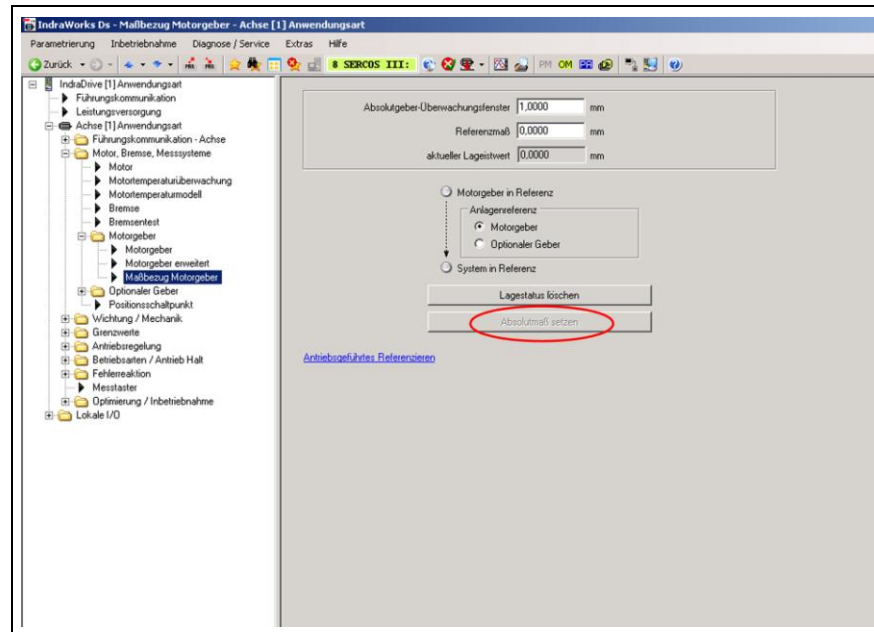 IndraWorks Ds - Maßbezug Motorgeber - Achse [1] Anwendungsart
Parametrierung Inbetriebnahme Diagnose / Service Extras Hilfe
Zurück 8 SERCOS III: PM OM
IndraDrive [1] Anwendungsart
Führungskommunikation
Leistungsversorgung
Achse [1] Anwendungsart
Führungskommunikation - Achse
Motor, Bremse, Messsysteme
Motor
Motortemperaturüberwachung
Motortemperaturmodell
Bremse
Bremsentest
Motorgeber
Motorgeber
Motorgeber erweitert
Maßbezug Motorgeber
Optionaler Geber
Positionsschaltpunkt
Wichtung / Mechanik
Grenzwerte
Antriebsregelung
Betriebsarten / Antrieb Halt
Fehlerreaktion
Messtaster
Optimierung / Inbetriebnahme
Lokale I/O
Absolutgeber-Überwachungsfenster 1,0000 mm
Referenzmaß 0,0000 mm
aktueller Lageistwert 0,0000 mm
Motorgeber in Referenz
Anlagenreferenz
Motorgeber
Optionaler Geber
System in Referenz
Lagestatus löschen
Absolutmaß setzen
Antriebsgeführtes Referenzieren